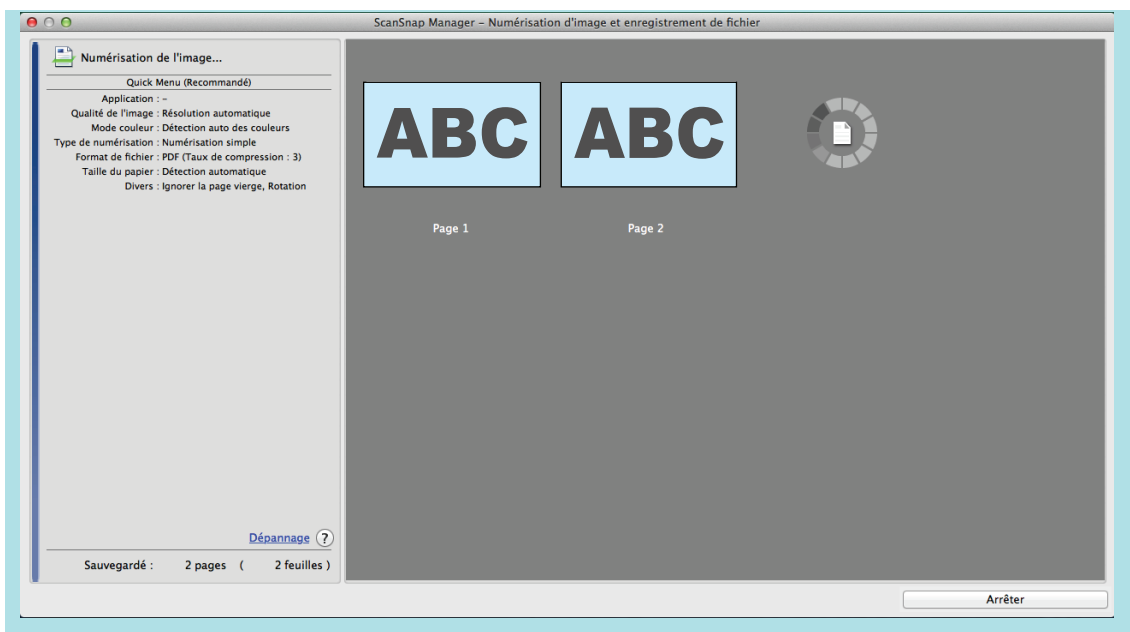 ScanSnap Manager – Numérisation d'image et enregistrement de fichier
Numérisation de l'image...
Quick Menu (Recommandé)
Application : –
Qualité de l'image : Résolution automatique
Mode couleur : Détection auto des couleurs
Type de numérisation : Numérisation simple
Format de fichier : PDF (Taux de compression : 3)
Taille du papier : Détection automatique
Divers : Ignorer la page vierge, Rotation
Dépannage ?
Sauvegardé : 2 pages ( 2 feuilles )
ABC
Page 1
ABC
Page 2
Arrêter